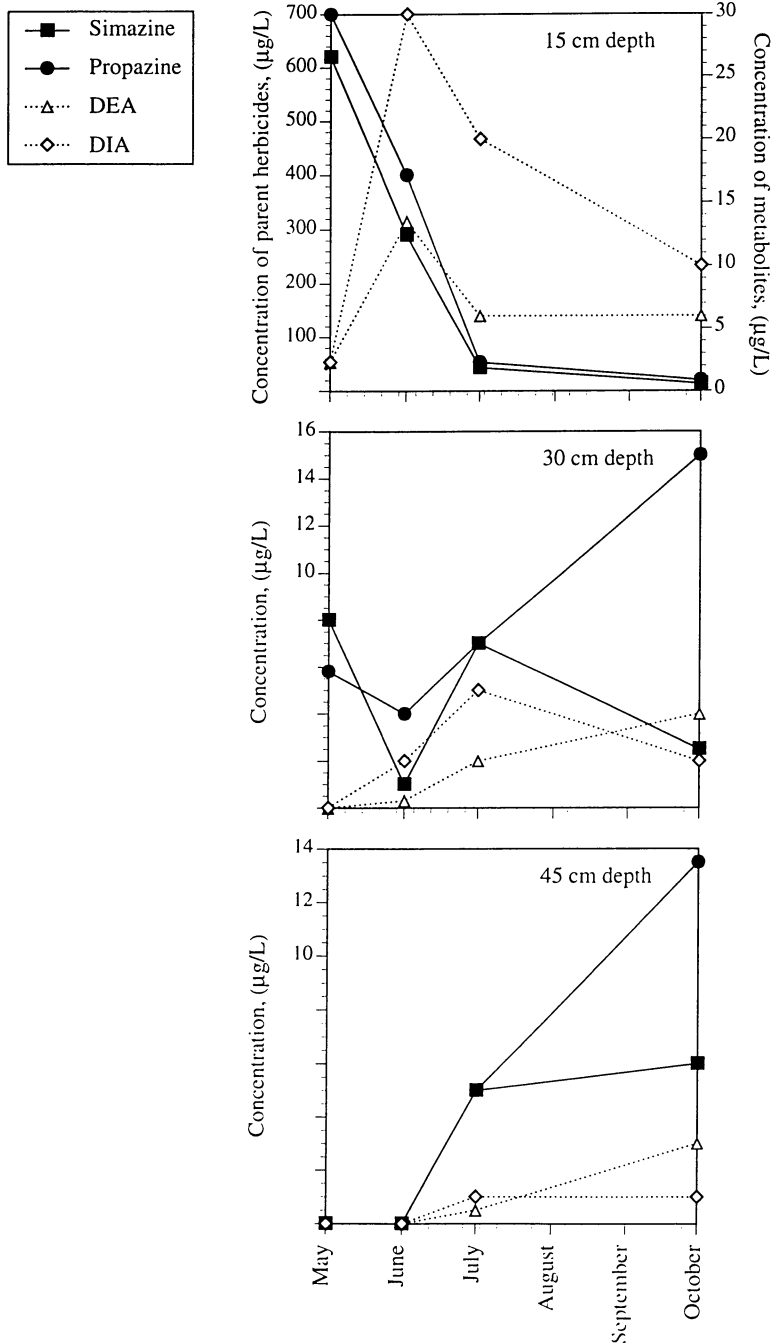 Simazine
Propazine
DEA
DIA
15 cm depth
Concentration of parent herbicides, (µg/L)
700
600
500
400
300
200
100
Concentration of metabolites, (µg/L)
30
25
20
15
10
5
0
30 cm depth
Concentration, (µg/L)
16
14
12
10
45 cm depth
Concentration, (µg/L)
14
12
10
May
June
July
August
September
October